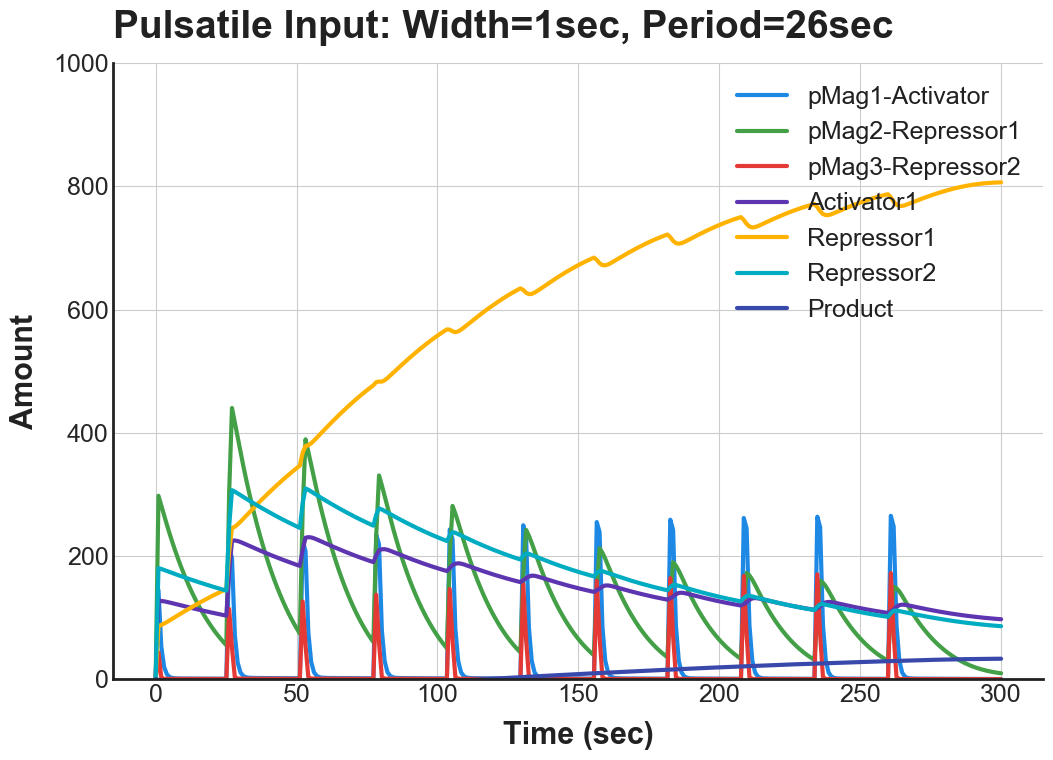 Pulsatile Input: Width=1sec, Period=26sec
1000
800
600
400
200
0
Amount
pMag1-Activator
pMag2-Repressor1
pMag3-Repressor2
Activator1
Repressor1
Repressor2
Product
0 50 100 150 200 250 300
Time (sec)